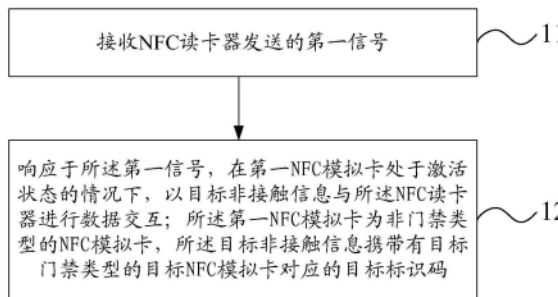 接收NFC读卡器发送的第一信号
11
响应于所述第一信号，在第一NFC模拟卡处于激活
状态的情况下，以目标非接触信息与所述NFC读卡
器进行数据交互；所述第一NFC模拟卡为非门禁类
型的NFC模拟卡，所述目标非接触信息携带有目标
门禁类型的目标NFC模拟卡对应的目标标识码
12